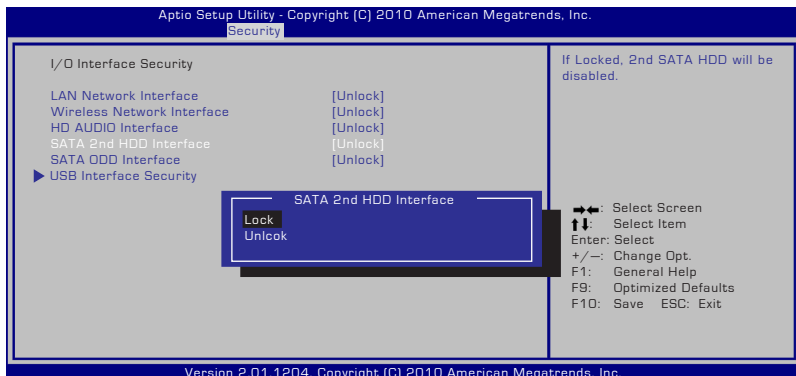 Aptio Setup Utility - Copyright (C) 2010 American Megatrends, Inc.
Security
I/O Interface Security
LAN Network Interface [Unlock]
Wireless Network Interface [Unlock]
HD AUDIO Interface [Unlock]
SATA 2nd HDD Interface [Unlock]
SATA ODD Interface [Unlock]
USB Interface Security
SATA 2nd HDD Interface
Lock
Unlcok
If Locked, 2nd SATA HDD will be
disabled.
→←: Select Screen
↑↓: Select Item
Enter: Select
+/—: Change Opt.
F1: General Help
F9: Optimized Defaults
F10: Save ESC: Exit
Version 2.01.1204. Copyright (C) 2010 American Megatrends, Inc.